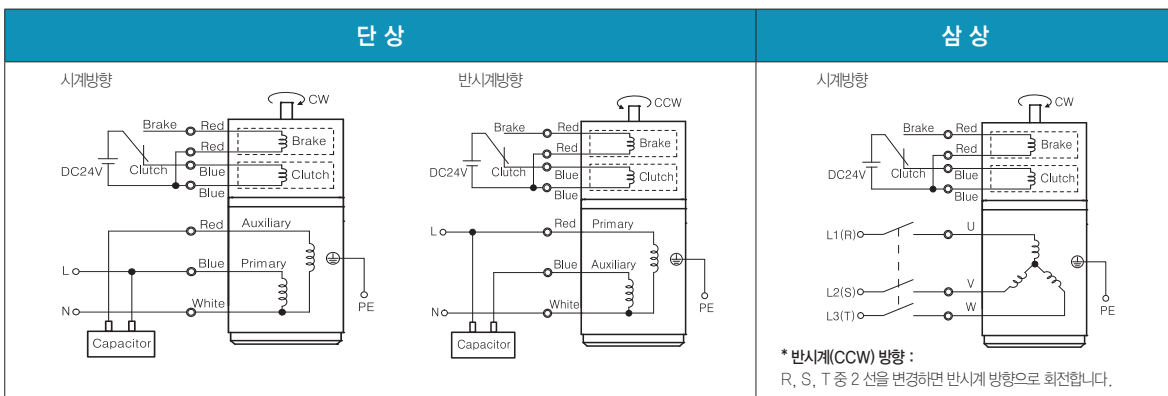 단 상
삼 상
시계방향
CW
Brake
Red
Brake
Red
DC24V
Clutch
Blue
Clutch
Blue
Red
Auxiliary
L
Blue
Primary
N
White
PE
Capacitor
반시계방향
CCW
Brake
Red
Brake
Red
DC24V
Clutch
Blue
Clutch
Blue
L
Red
Primary
Blue
Auxiliary
N
White
PE
Capacitor
시계방향
CW
Brake
Red
Brake
Red
DC24V
Clutch
Blue
Clutch
Blue
L1(R)
U
L2(S)
V
L3(T)
W
PE
* 반시계(CCW) 방향 :
R, S, T 중 2 선을 변경하면 반시계 방향으로 회전합니다.